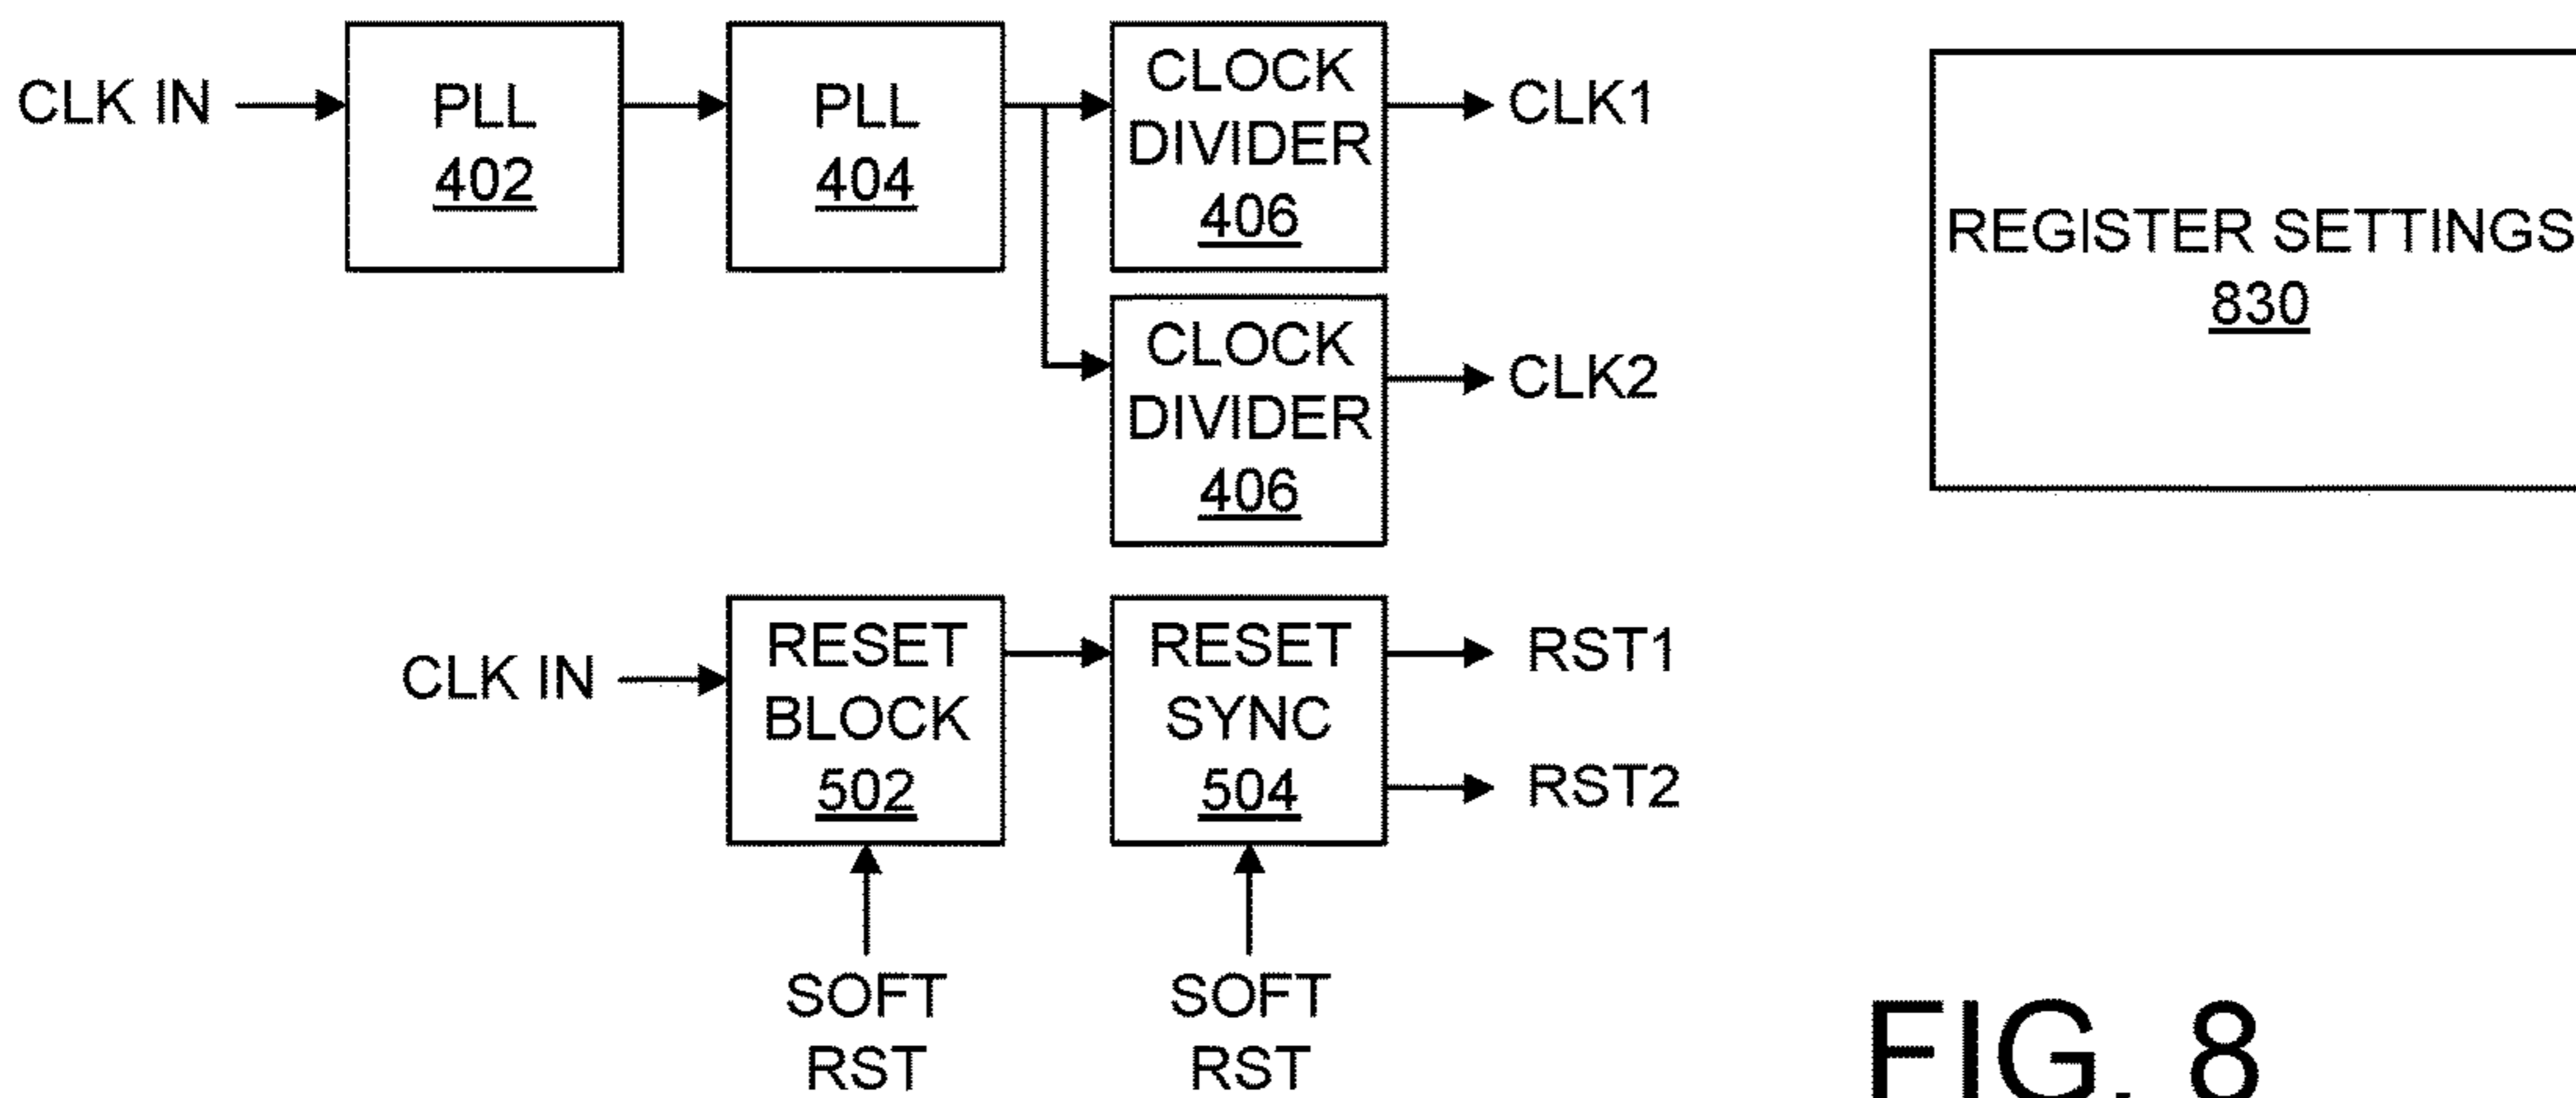 CLK IN
PLL
402
PLL
404
CLOCK
DIVIDER
406
CLK1
CLOCK
DIVIDER
406
CLK2
REGISTER SETTINGS
830
CLK IN
RESET
BLOCK
502
RESET
SYNC
504
RST1
RST2
SOFT
RST
SOFT
RST
FIG. 8